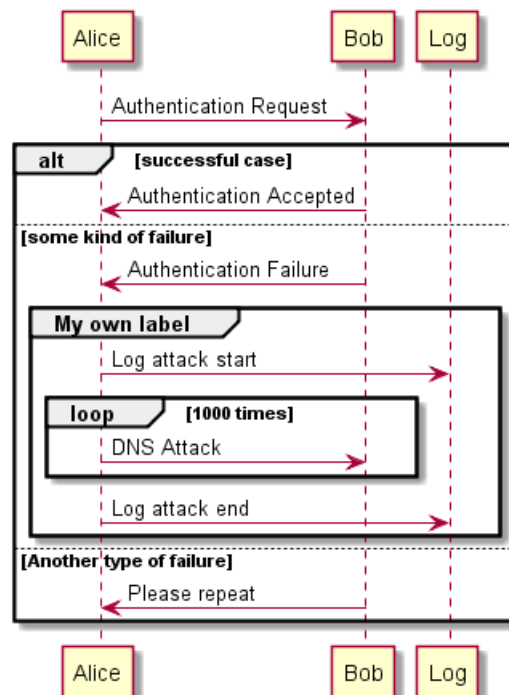 Alice Bob Log
Authentication Request
alt [successful case]
Authentication Accepted
[some kind of failure]
Authentication Failure
My own label
Log attack start
loop [1000 times]
DNS Attack
Log attack end
[Another type of failure]
Please repeat
Alice Bob Log